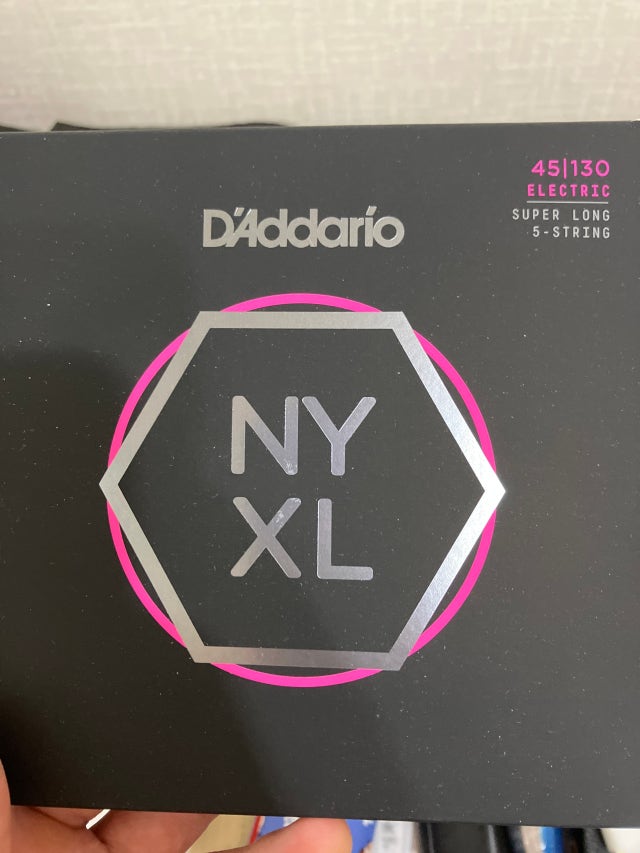 45|130
ELECTRIC
SUPER LONG
5-STRING
D'Addario
NY
XL